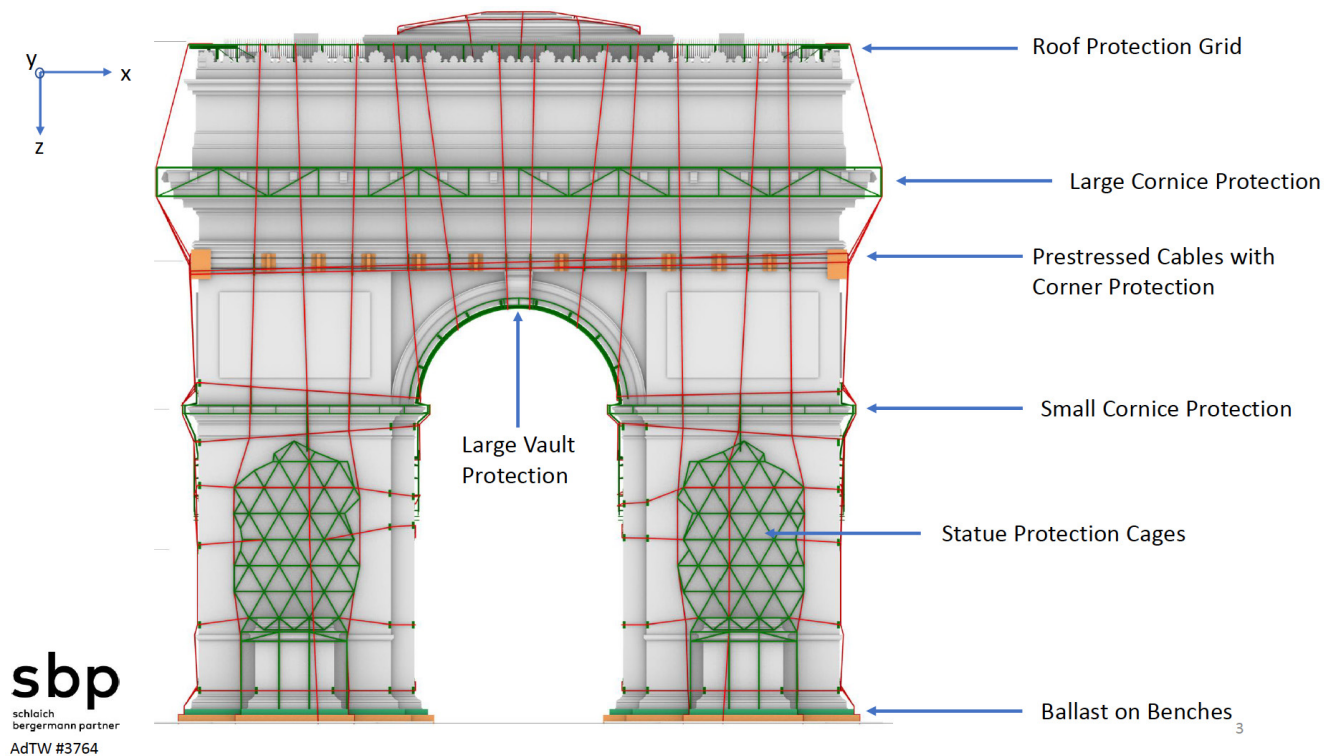 Roof Protection Grid
y
x
z
Large Cornice Protection
Prestressed Cables with
Corner Protection
Small Cornice Protection
Large Vault
Protection
Statue Protection Cages
sbp
schlaich
bergermann partner
AdTW #3764
Ballast on Benches
3